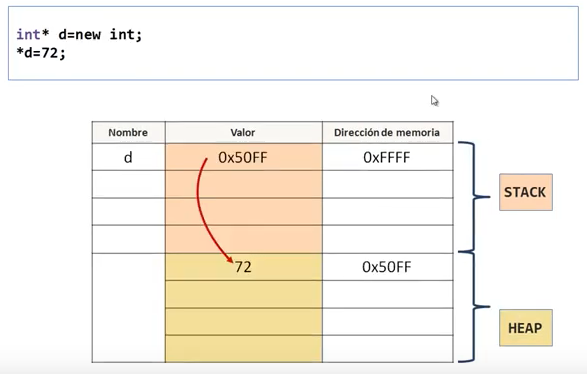 int* d=new int;
*d=72;
Nombre Valor Dirección de memoria
d 0x50FF 0xFFFF
STACK
72 0x50FF
HEAP